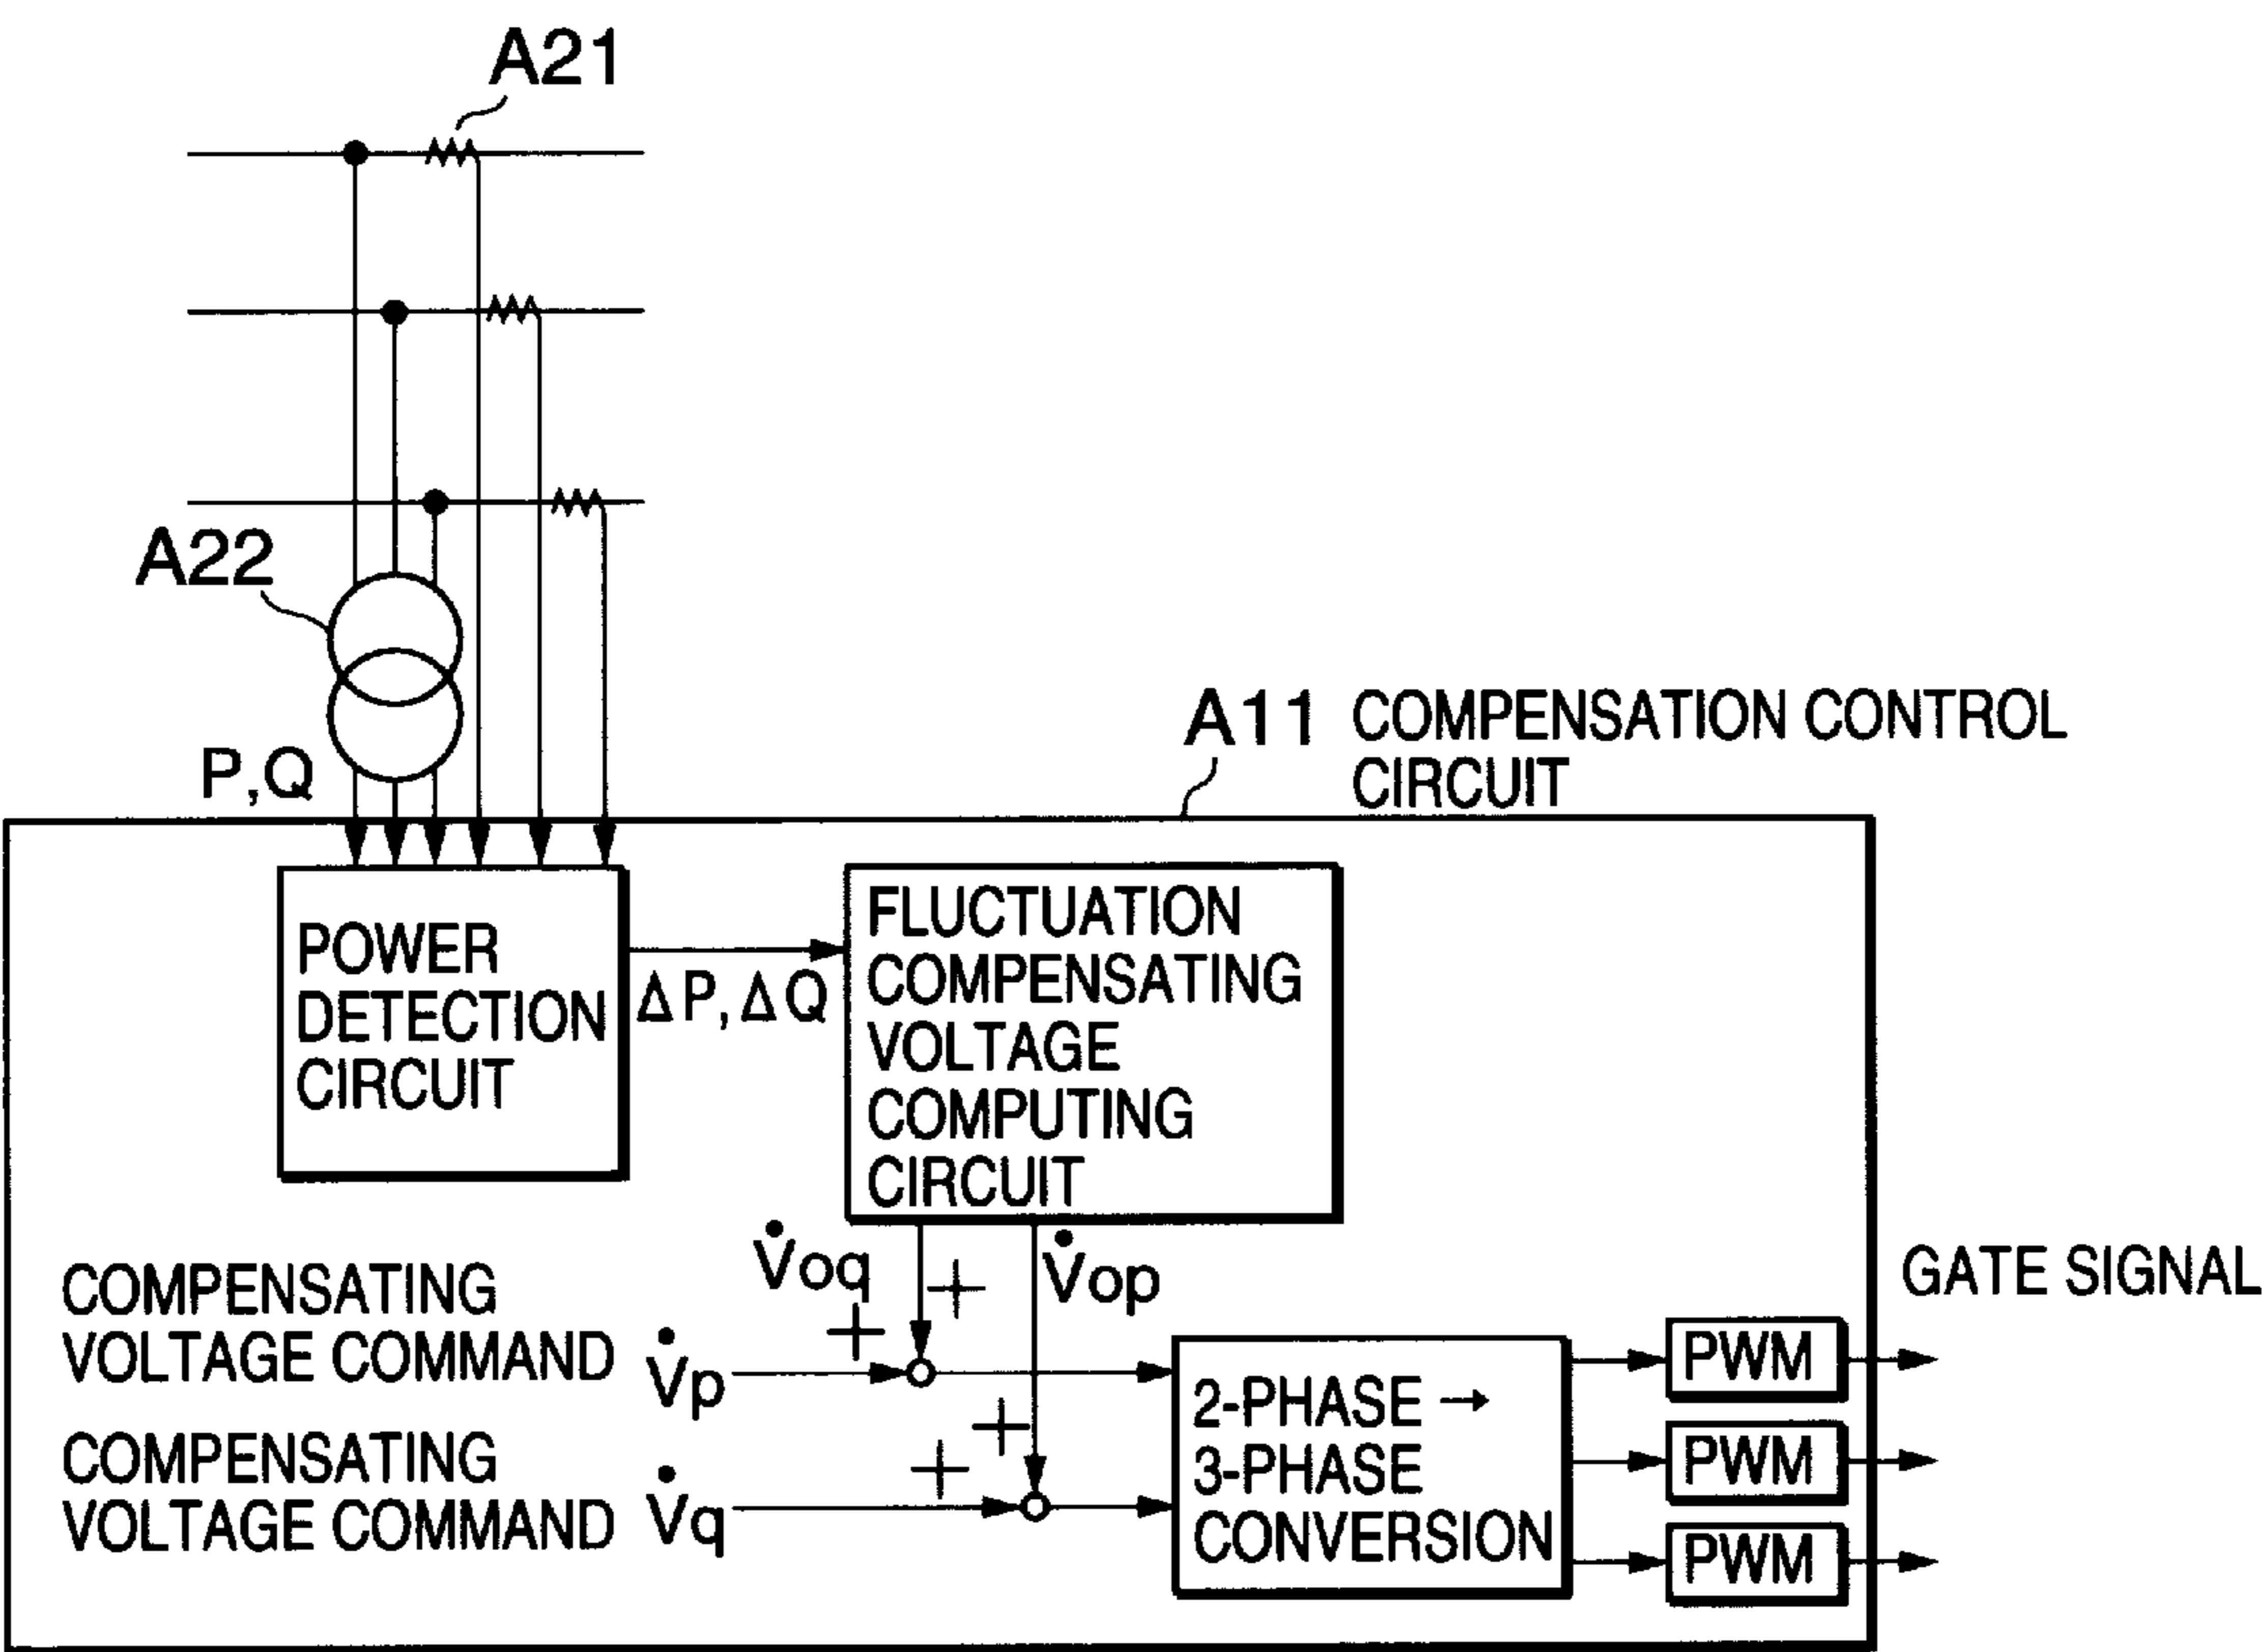 A21
A22
P,Q
A11 COMPENSATION CONTROL
CIRCUIT
POWER
DETECTION
CIRCUIT
ΔP, ΔQ
FLUCTUATION
COMPENSATING
VOLTAGE
COMPUTING
CIRCUIT
V̇oq
+
V̇op
COMPENSATING
VOLTAGE COMMAND V̇p
+
COMPENSATING
VOLTAGE COMMAND V̇q
+
+
2-PHASE →
3-PHASE
CONVERSION
GATE SIGNAL
PWM
PWM
PWM